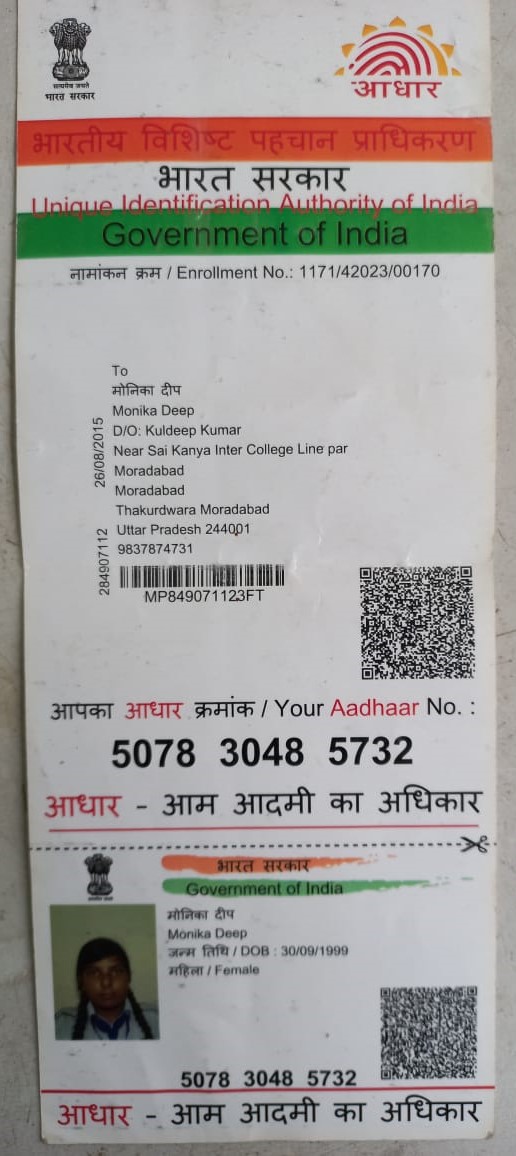 सत्यमेव जयते
भारत सरकार
आधार
भारतीय विशिष्ट पहचान प्राधिकरण
भारत सरकार
Unique Identification Authority of India
Government of India
नामांकन क्रम / Enrollment No.: 1171/42023/00170
To
मोनिका दीप
Monika Deep
D/O: Kuldeep Kumar
Near Sai Kanya Inter College Line par
Moradabad
Moradabad
Thakurdwara Moradabad
Uttar Pradesh 244001
9837874731
26/08/2015
284907112
MP849071123FT
आपका आधार क्रमांक / Your Aadhaar No. :
5078 3048 5732
आधार - आम आदमी का अधिकार
भारत सरकार
Government of India
मोनिका दीप
Monika Deep
जन्म तिथि / DOB : 30/09/1999
महिला / Female
5078 3048 5732
आधार - आम आदमी का अधिकार